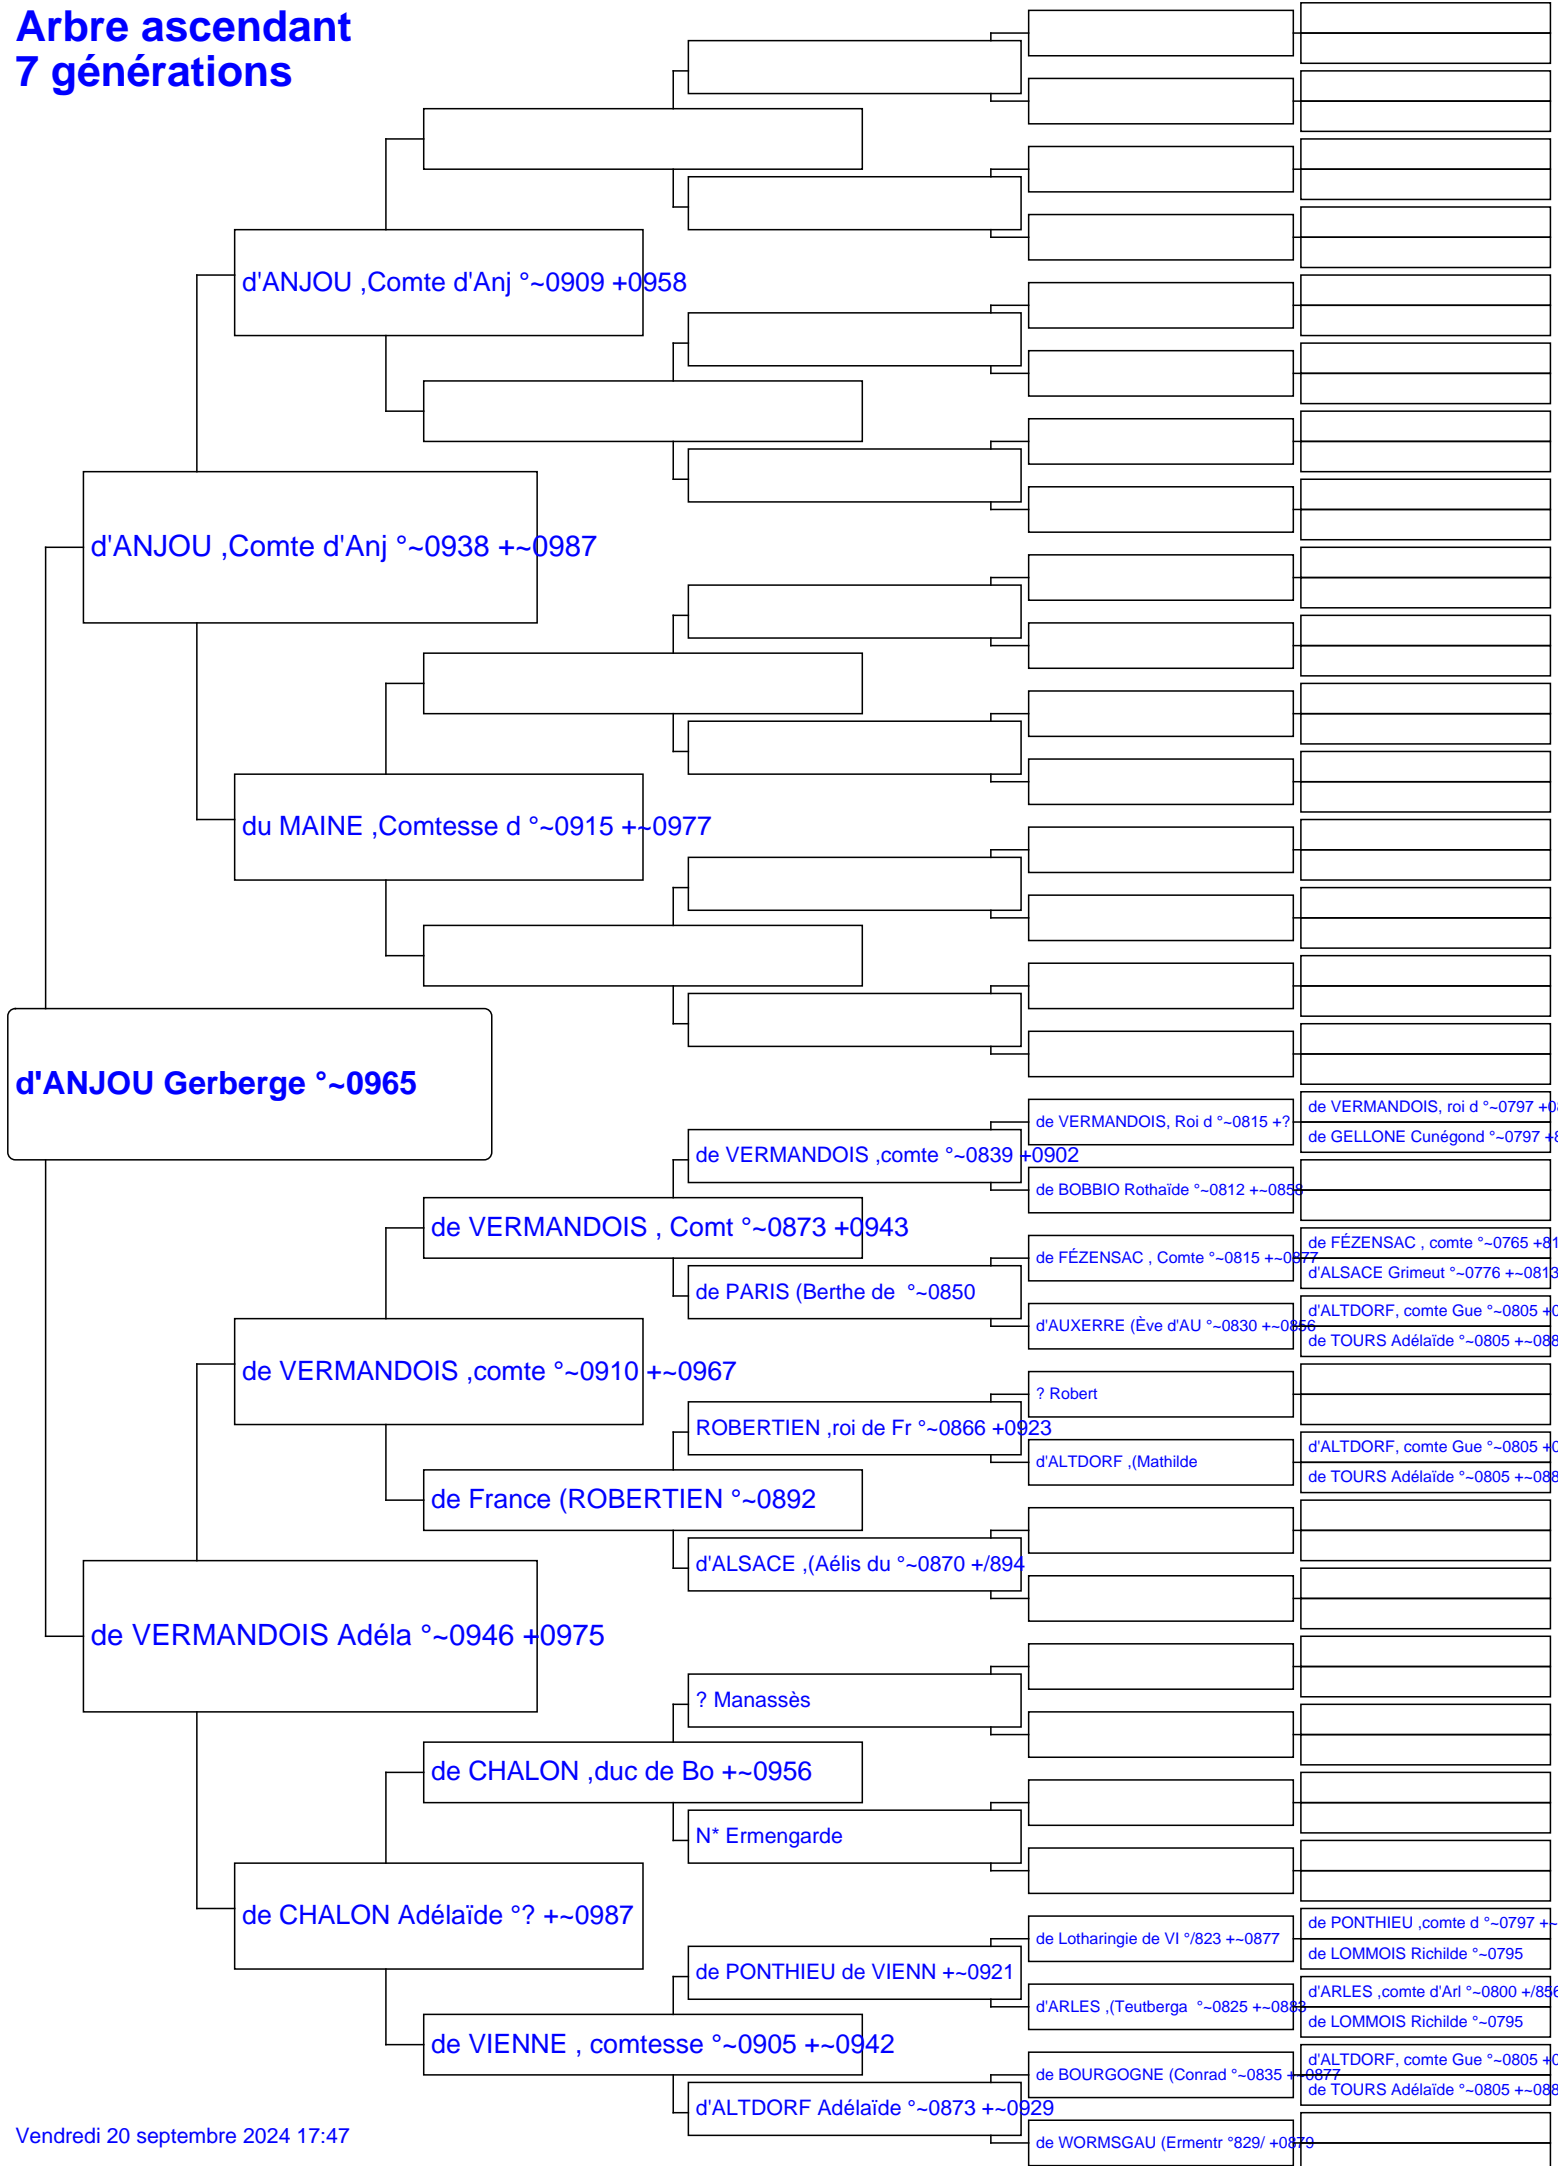 Arbre ascendant
7 générations
d'ANJOU ,Comte d'Anj °~0909 +0958
d'ANJOU ,Comte d'Anj °~0938 +~0987
du MAINE ,Comtesse d °~0915 +~0977
d'ANJOU Gerberge °~0965
de VERMANDOIS, roi d °~0797 +0
de VERMANDOIS, Roi d °~0815 +?
de GELLONE Cunégond °~0797 +8
de VERMANDOIS ,comte °~0839 +0902
de BOBBIO Rothaïde °~0812 +~0858
de VERMANDOIS , Comt °~0873 +0943
de FÉZENSAC , comte °~0765 +81
de FÉZENSAC , Comte °~0815 +~0877
d'ALSACE Grimeut °~0776 +~0813
de PARIS (Berthe de  °~0850
d'ALTDORF, comte Gue °~0805 +0
d'AUXERRE (Ève d'AU °~0830 +~0856
de TOURS Adélaïde °~0805 +~088
de VERMANDOIS ,comte °~0910 +~0967
? Robert
ROBERTIEN ,roi de Fr °~0866 +0923
d'ALTDORF, comte Gue °~0805 +0
d'ALTDORF ,(Mathilde
de TOURS Adélaïde °~0805 +~088
de France (ROBERTIEN °~0892
d'ALSACE ,(Aélis du °~0870 +/894
de VERMANDOIS Adéla °~0946 +0975
? Manassès
de CHALON ,duc de Bo +~0956
N* Ermengarde
de CHALON Adélaïde °? +~0987
de PONTHIEU ,comte d °~0797 +~
de Lotharingie de VI °/823 +~0877
de LOMMOIS Richilde °~0795
de PONTHIEU de VIENN +~0921
d'ARLES ,comte d'Arl °~0800 +/856
d'ARLES ,(Teutberga  °~0825 +~0883
de LOMMOIS Richilde °~0795
de VIENNE , comtesse °~0905 +~0942
d'ALTDORF, comte Gue °~0805 +0
de BOURGOGNE (Conrad °~0835 +~0877
de TOURS Adélaïde °~0805 +~088
d'ALTDORF Adélaïde °~0873 +~0929
de WORMSGAU (Ermentr °829/ +0879
Vendredi 20 septembre 2024 17:47